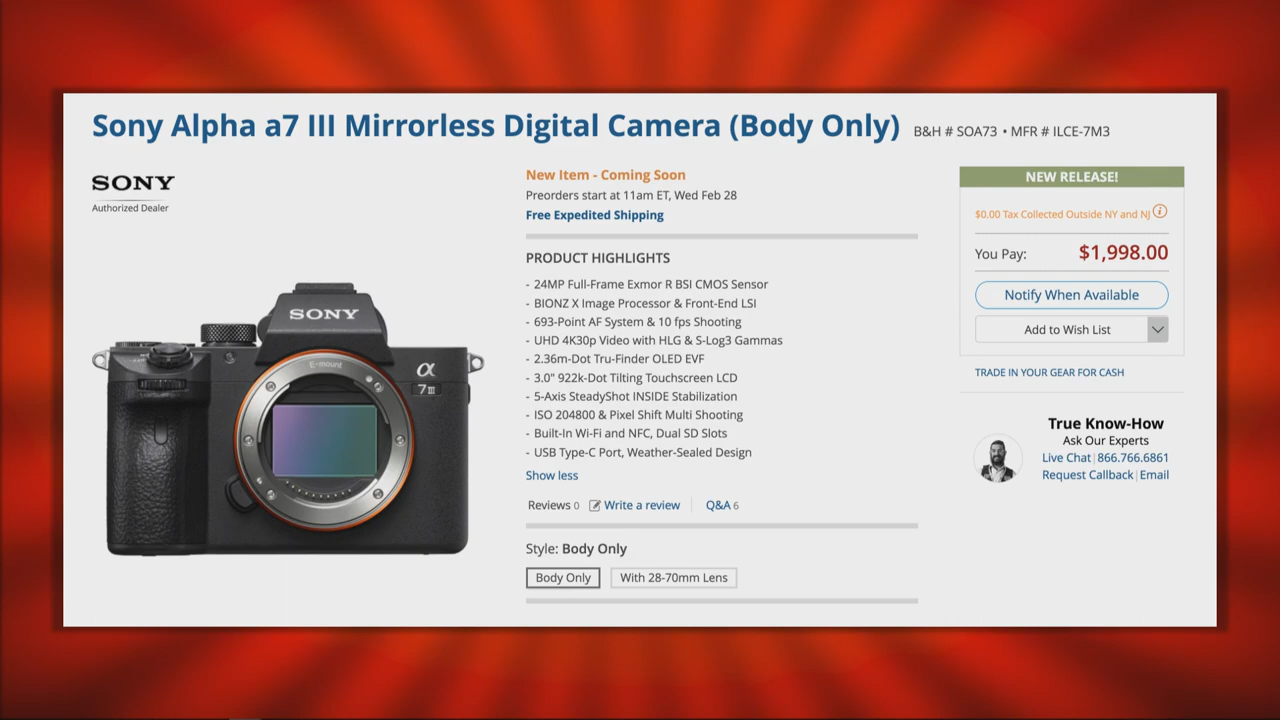 Sony Alpha a7 III Mirrorless Digital Camera (Body Only) B&H # SOA73 • MFR # ILCE-7M3
SONY
Authorized Dealer
SONY
E-mount
α
7III
New Item - Coming Soon
Preorders start at 11am ET, Wed Feb 28
Free Expedited Shipping
PRODUCT HIGHLIGHTS
- 24MP Full-Frame Exmor R BSI CMOS Sensor
- BIONZ X Image Processor & Front-End LSI
- 693-Point AF System & 10 fps Shooting
- UHD 4K30p Video with HLG & S-Log3 Gammas
- 2.36m-Dot Tru-Finder OLED EVF
- 3.0" 922k-Dot Tilting Touchscreen LCD
- 5-Axis SteadyShot INSIDE Stabilization
- ISO 204800 & Pixel Shift Multi Shooting
- Built-In Wi-Fi and NFC, Dual SD Slots
- USB Type-C Port, Weather-Sealed Design
Show less
Reviews 0 Write a review Q&A 6
Style: Body Only
Body Only With 28-70mm Lens
NEW RELEASE!
$0.00 Tax Collected Outside NY and NJ
You Pay: $1,998.00
Notify When Available
Add to Wish List
TRADE IN YOUR GEAR FOR CASH
True Know-How
Ask Our Experts
Live Chat | 866.766.6861
Request Callback | Email